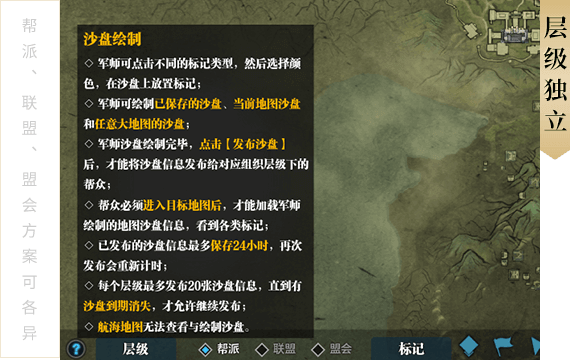 帮派、联盟、盟会方案可各异
沙盘绘制
◇ 军师可点击不同的标记类型，然后选择颜
色，在沙盘上放置标记；
◇ 军师可绘制已保存的沙盘、当前地图沙盘
和任意大地图的沙盘；
◇ 军师沙盘绘制完毕，点击【发布沙盘】
后，才能将沙盘信息发布给对应组织层级下的
帮众；
◇ 帮众必须进入目标地图后，才能加载军师
绘制的地图沙盘信息，看到各类标记；
◇ 已发布的沙盘信息最多保存24小时，再次
发布会重新计时；
◇ 每个层级最多发布20张沙盘信息，直到有
沙盘到期消失，才允许继续发布；
◇ 航海地图无法查看与绘制沙盘。
? 层级 帮派 联盟 盟会 标记
层级独立